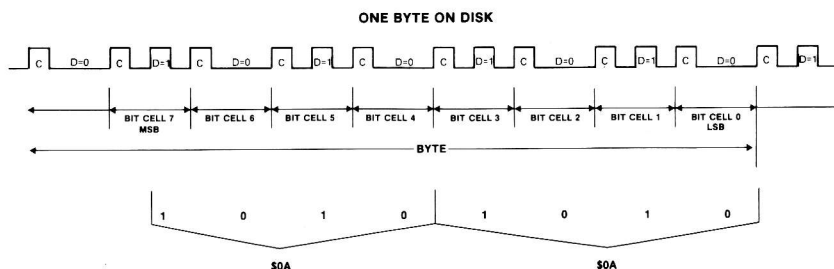 ONE BYTE ON DISK
C D=0 C D=1 C D=0 C D=1 C D=0 C D=1 C D=0 C D=1 C D=0 C D=1
BIT CELL 7 BIT CELL 6 BIT CELL 5 BIT CELL 4 BIT CELL 3 BIT CELL 2 BIT CELL 1 BIT CELL 0
MSB LSB
BYTE
1 0 1 0 1 0 1 0
$0A $0A